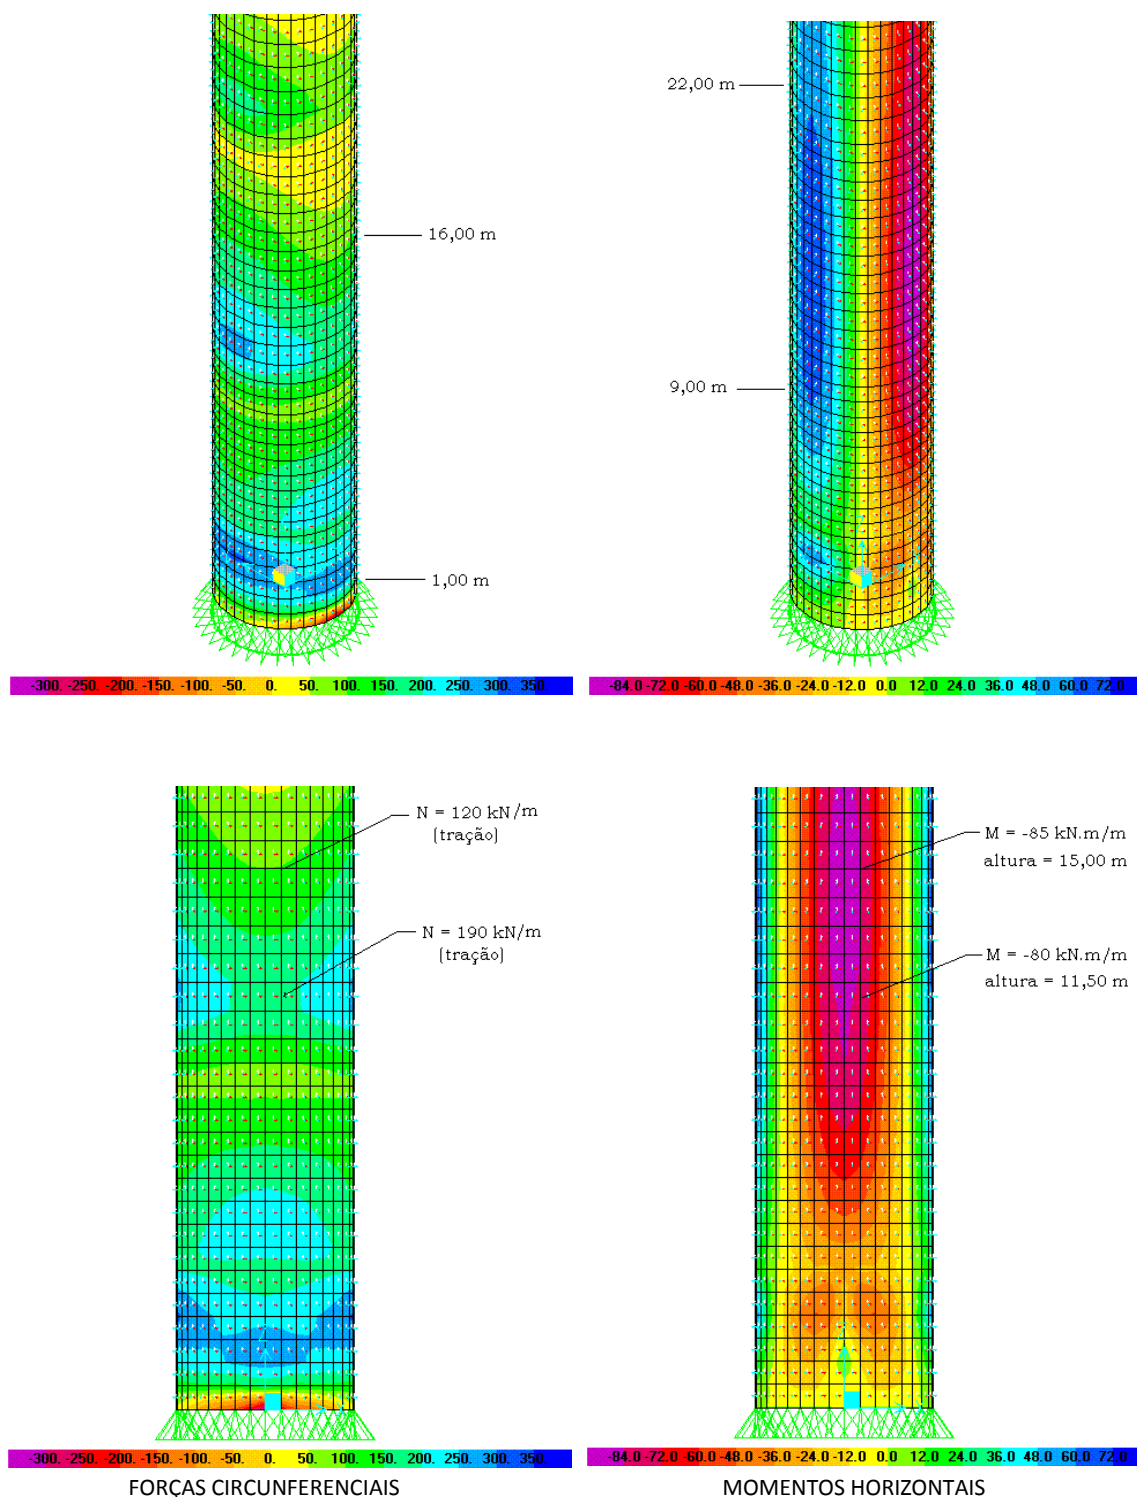 22,00 m
16,00 m
9,00 m
1,00 m
-300. -250. -200. -150. -100. -50. 0. 50. 100. 150. 200. 250. 300. 350.
-84.0 -72.0 -60.0 -48.0 -36.0 -24.0 -12.0 0.0 12.0 24.0 36.0 48.0 60.0 72.0
N = 120 kN/m
(tração)
N = 190 kN/m
(tração)
M = -85 kN.m/m
altura = 15,00 m
M = -80 kN.m/m
altura = 11,50 m
-300. -250. -200. -150. -100. -50. 0. 50. 100. 150. 200. 250. 300. 350.
-84.0 -72.0 -60.0 -48.0 -36.0 -24.0 -12.0 0.0 12.0 24.0 36.0 48.0 60.0 72.0
FORÇAS CIRCUNFERENCIAIS
MOMENTOS HORIZONTAIS